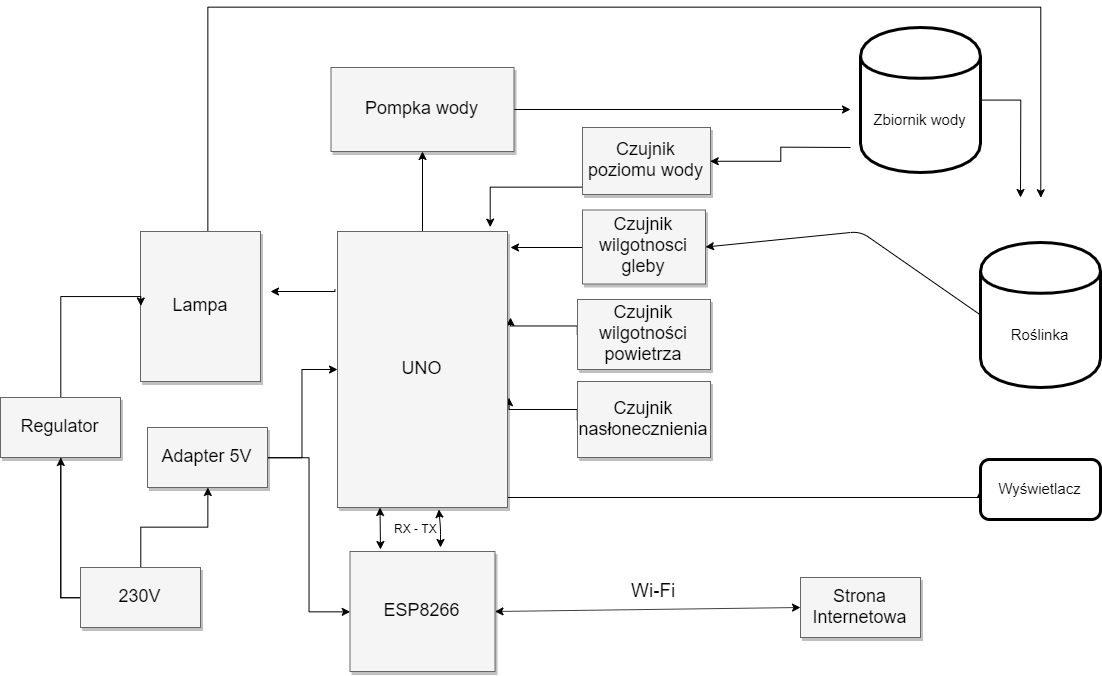 Pompka wody
Zbiornik wody
Czujnik
poziomu wody
Czujnik
wilgotnosci
gleby
Lampa
Czujnik
wilgotności
powietrza
Roślinka
UNO
Czujnik
nasłonecznienia
Regulator
Adapter 5V
Wyświetlacz
RX - TX
230V
ESP8266
Wi-Fi
Strona
Internetowa